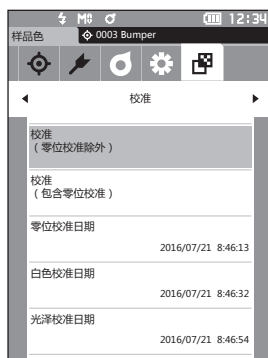 M0 12:34
样品色 0003 Bumper
校准
校准
（零位校准除外）
校准
（包含零位校准）
零位校准日期
2016/07/21 8:46:13
白色校准日期
2016/07/21 8:46:32
光泽校准日期
2016/07/21 8:46:54